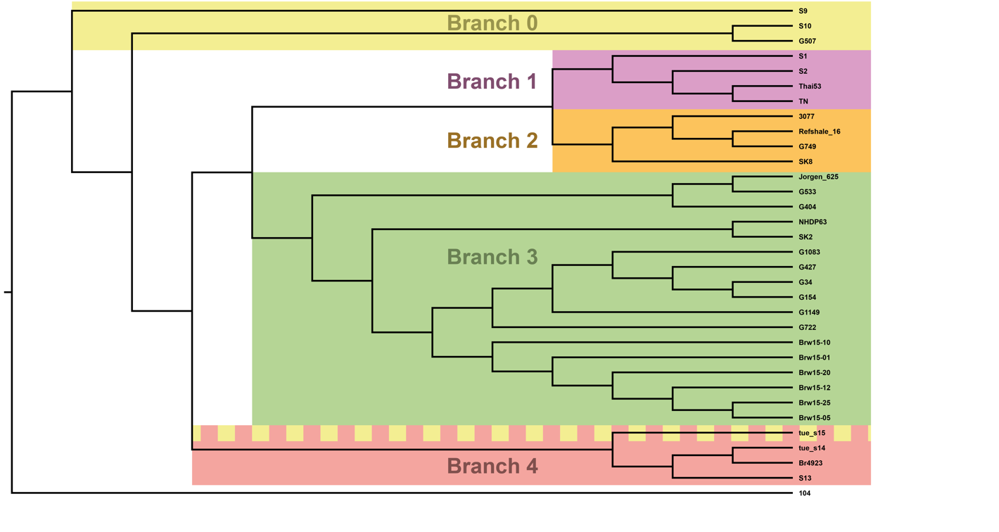 S9
Branch 0
S10
G507
S1
S2
Branch 1
Thai53
TN
3077
Refshale_16
Branch 2
G749
SK8
Jorgen_625
G533
G404
NHDP63
SK2
G1083
Branch 3
G427
G34
G154
G1149
G722
Brw15-10
Brw15-01
Brw15-20
Brw15-12
Brw15-25
Brw15-05
tue_s15
tue_s14
Br4923
Branch 4
S13
104